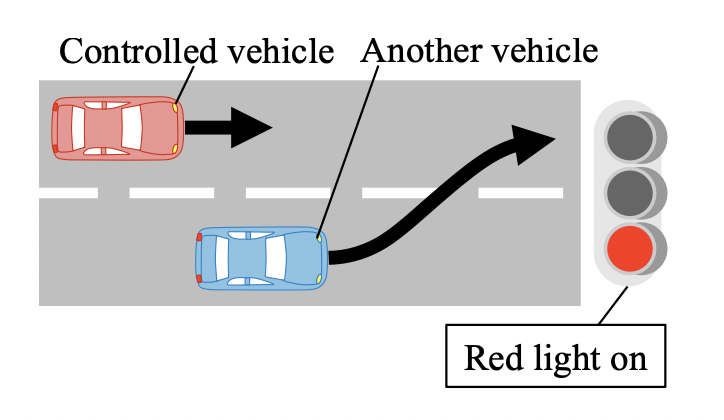 Controlled vehicle
Another vehicle
Red light on